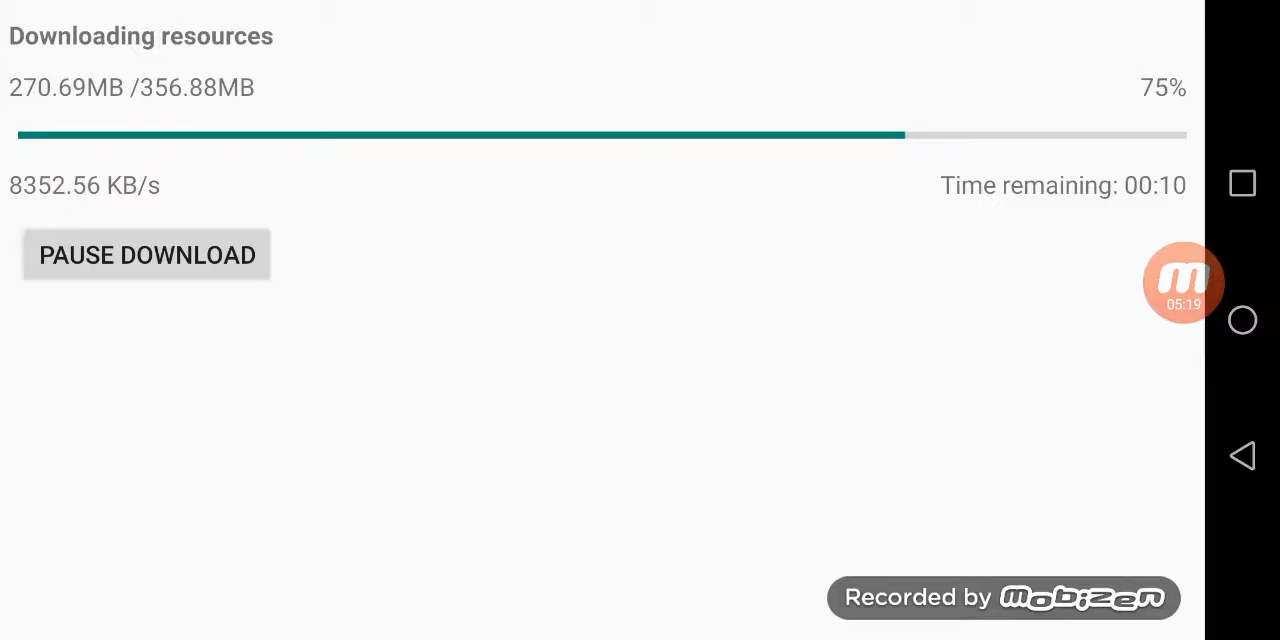 Downloading resources
270.69MB /356.88MB 75%
8352.56 KB/s Time remaining: 00:10
PAUSE DOWNLOAD
m
05:19
Recorded by mobizen